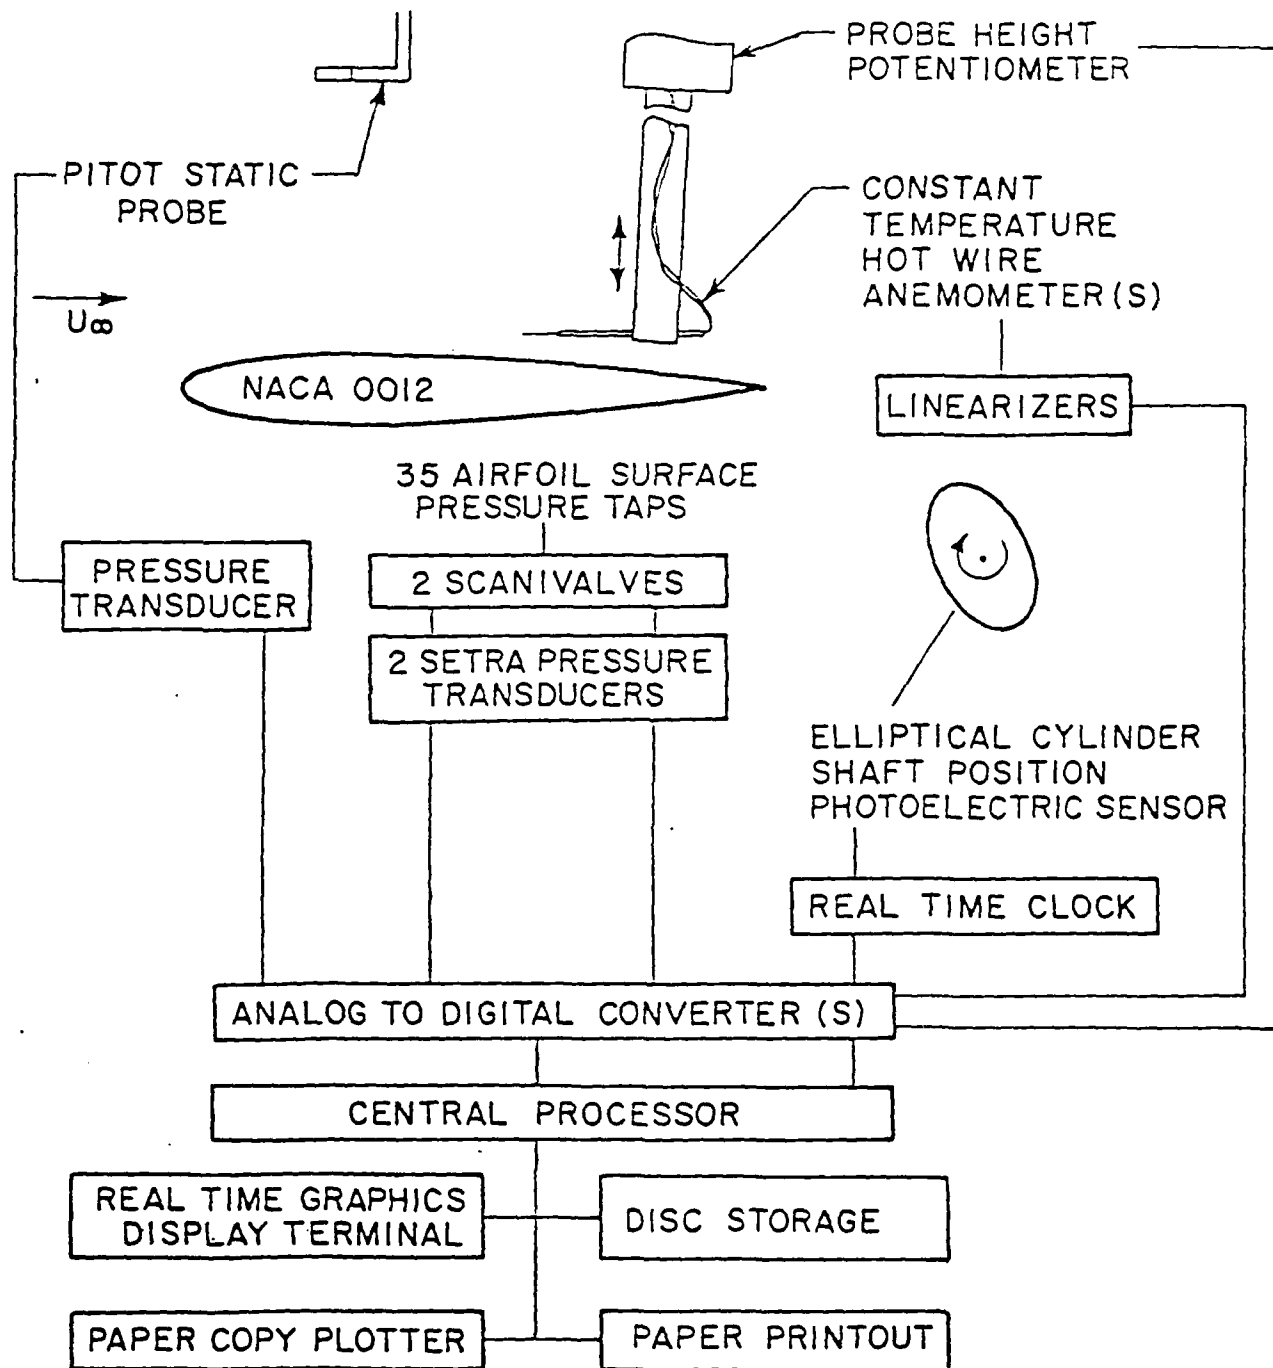 PROBE HEIGHT
POTENTIOMETER
PITOT STATIC
PROBE
CONSTANT
TEMPERATURE
HOT WIRE
ANEMOMETER(S)
U∞
NACA 0012
LINEARIZERS
35 AIRFOIL SURFACE
PRESSURE TAPS
PRESSURE
TRANSDUCER
2 SCANIVALVES
2 SETRA PRESSURE
TRANSDUCERS
ELLIPTICAL CYLINDER
SHAFT POSITION
PHOTOELECTRIC SENSOR
REAL TIME CLOCK
ANALOG TO DIGITAL CONVERTER (S)
CENTRAL PROCESSOR
REAL TIME GRAPHICS
DISPLAY TERMINAL
DISC STORAGE
PAPER COPY PLOTTER
PAPER PRINTOUT